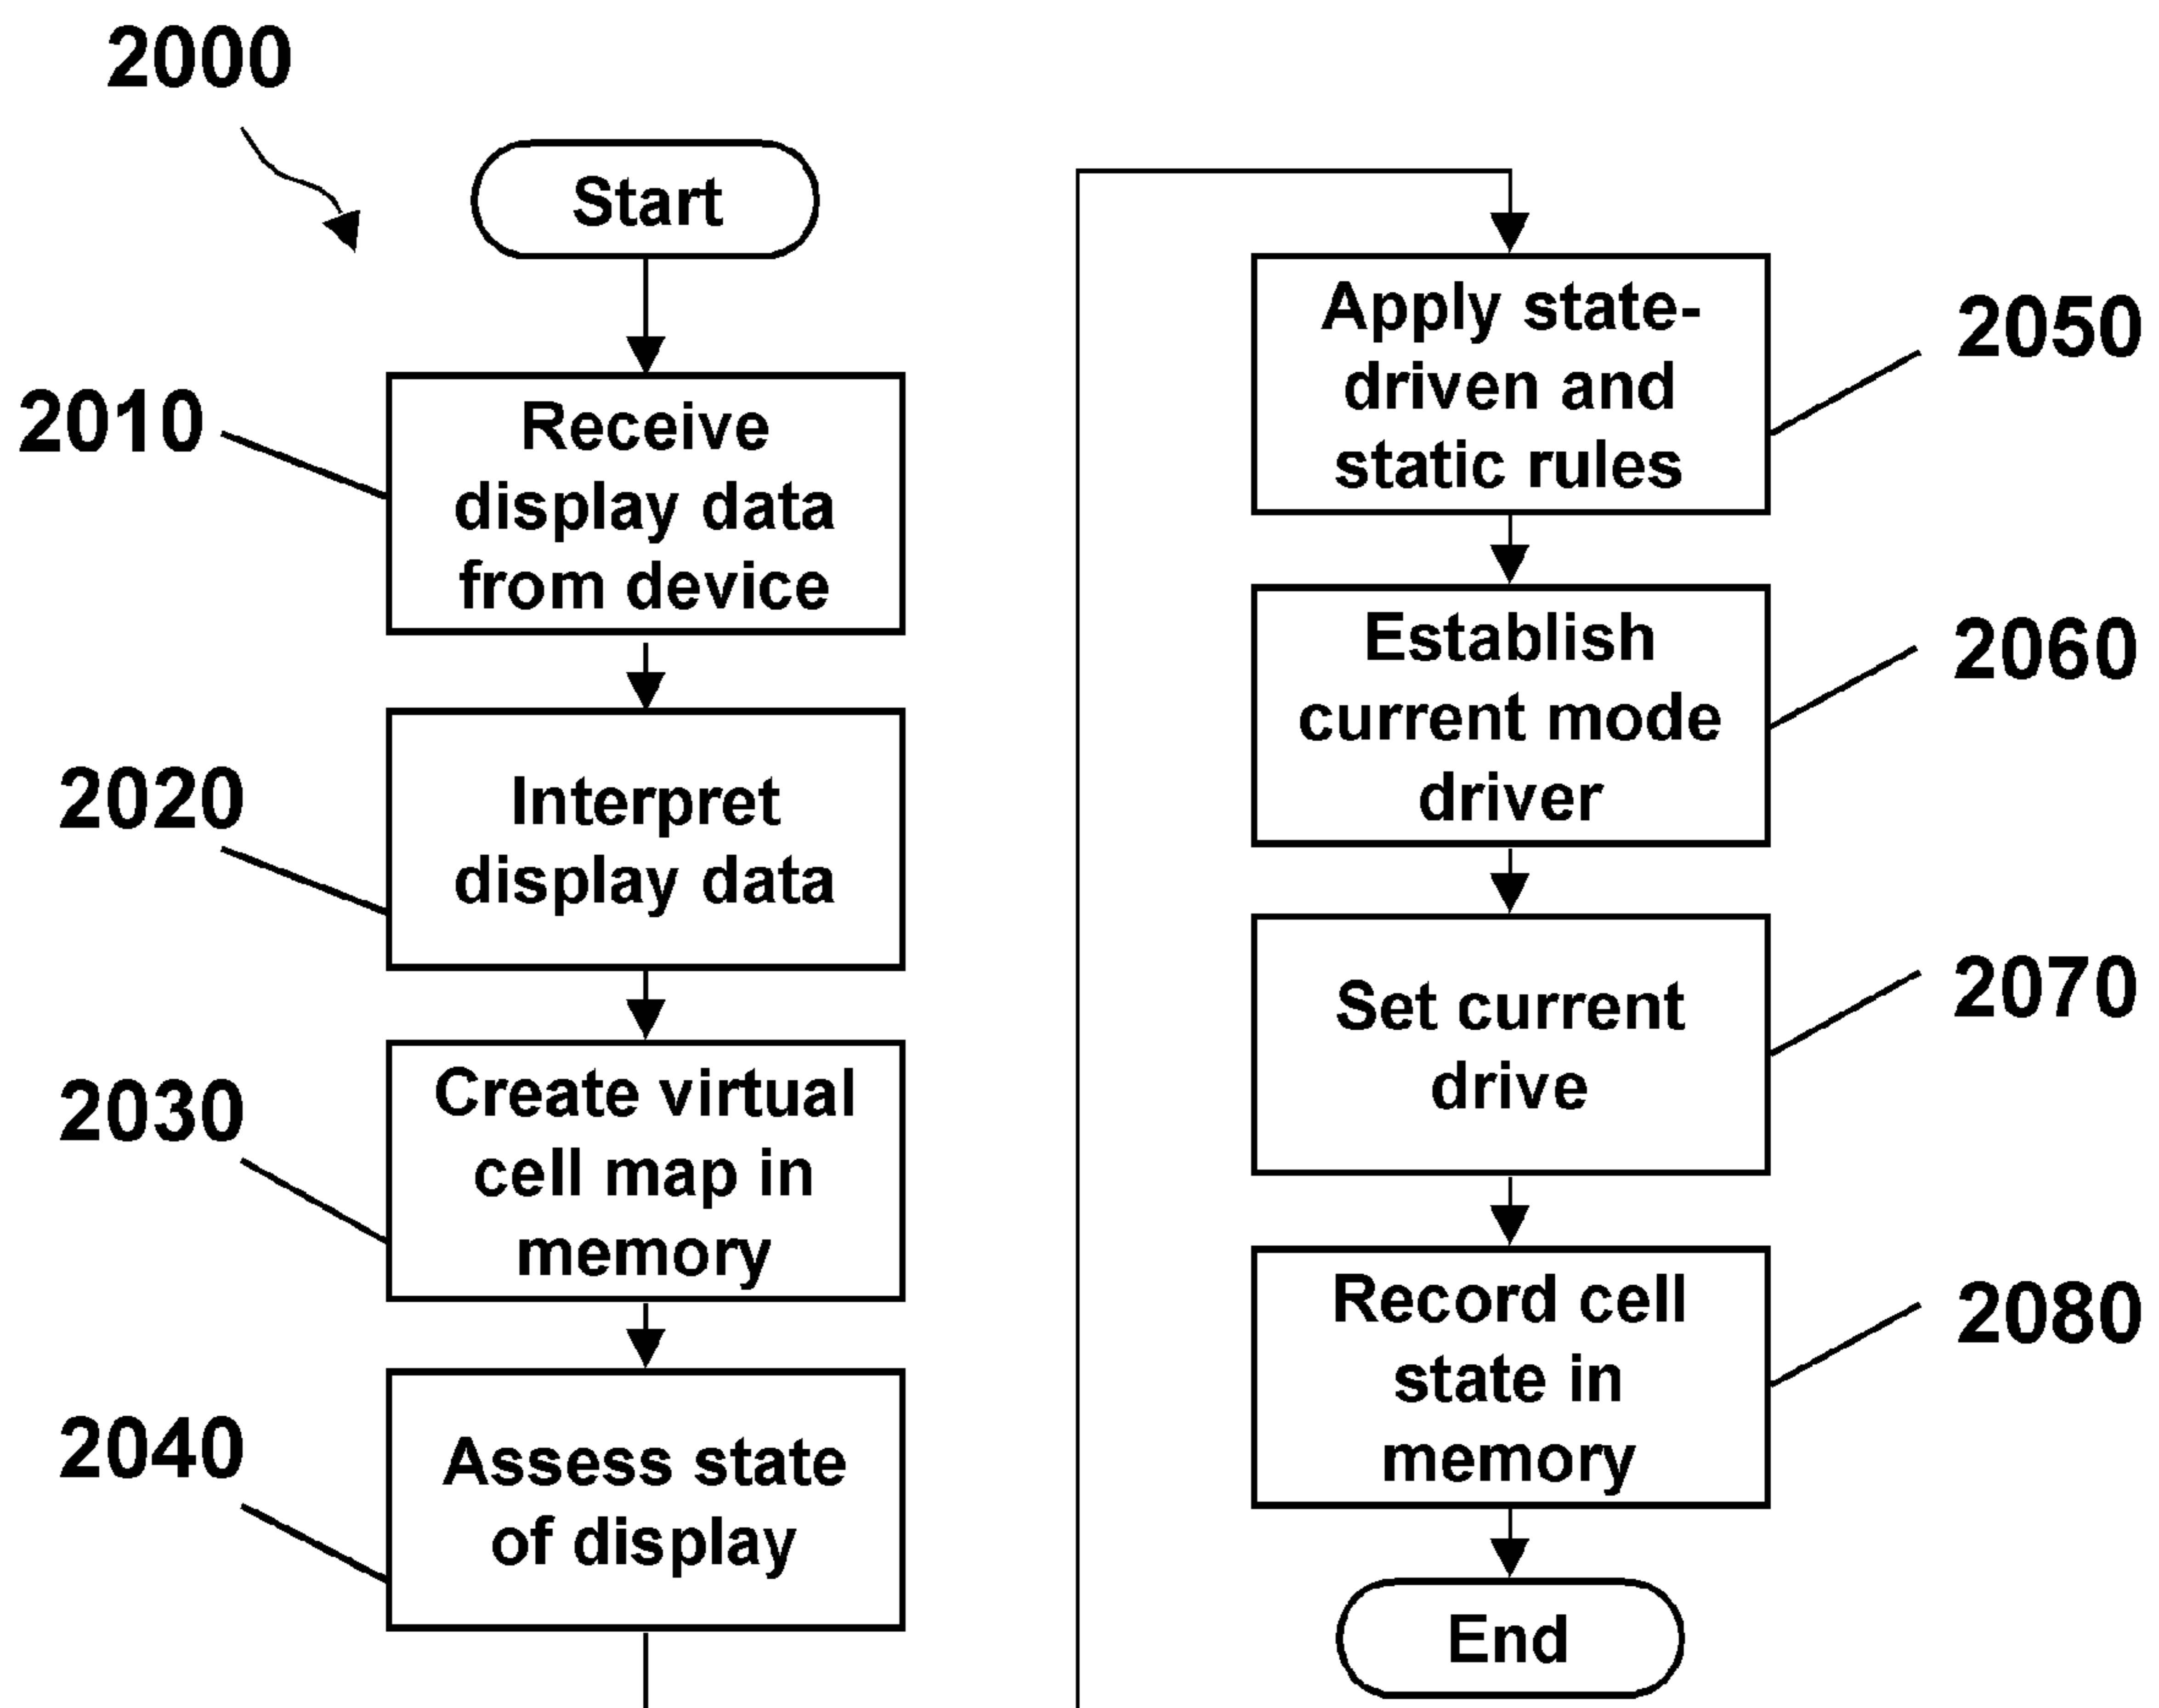 2000
Start
2010
Receive
display data
from device
2020
Interpret
display data
2030
Create virtual
cell map in
memory
2040
Assess state
of display
Apply state-
driven and
static rules
2050
Establish
current mode
driver
2060
Set current
drive
2070
Record cell
state in
memory
2080
End